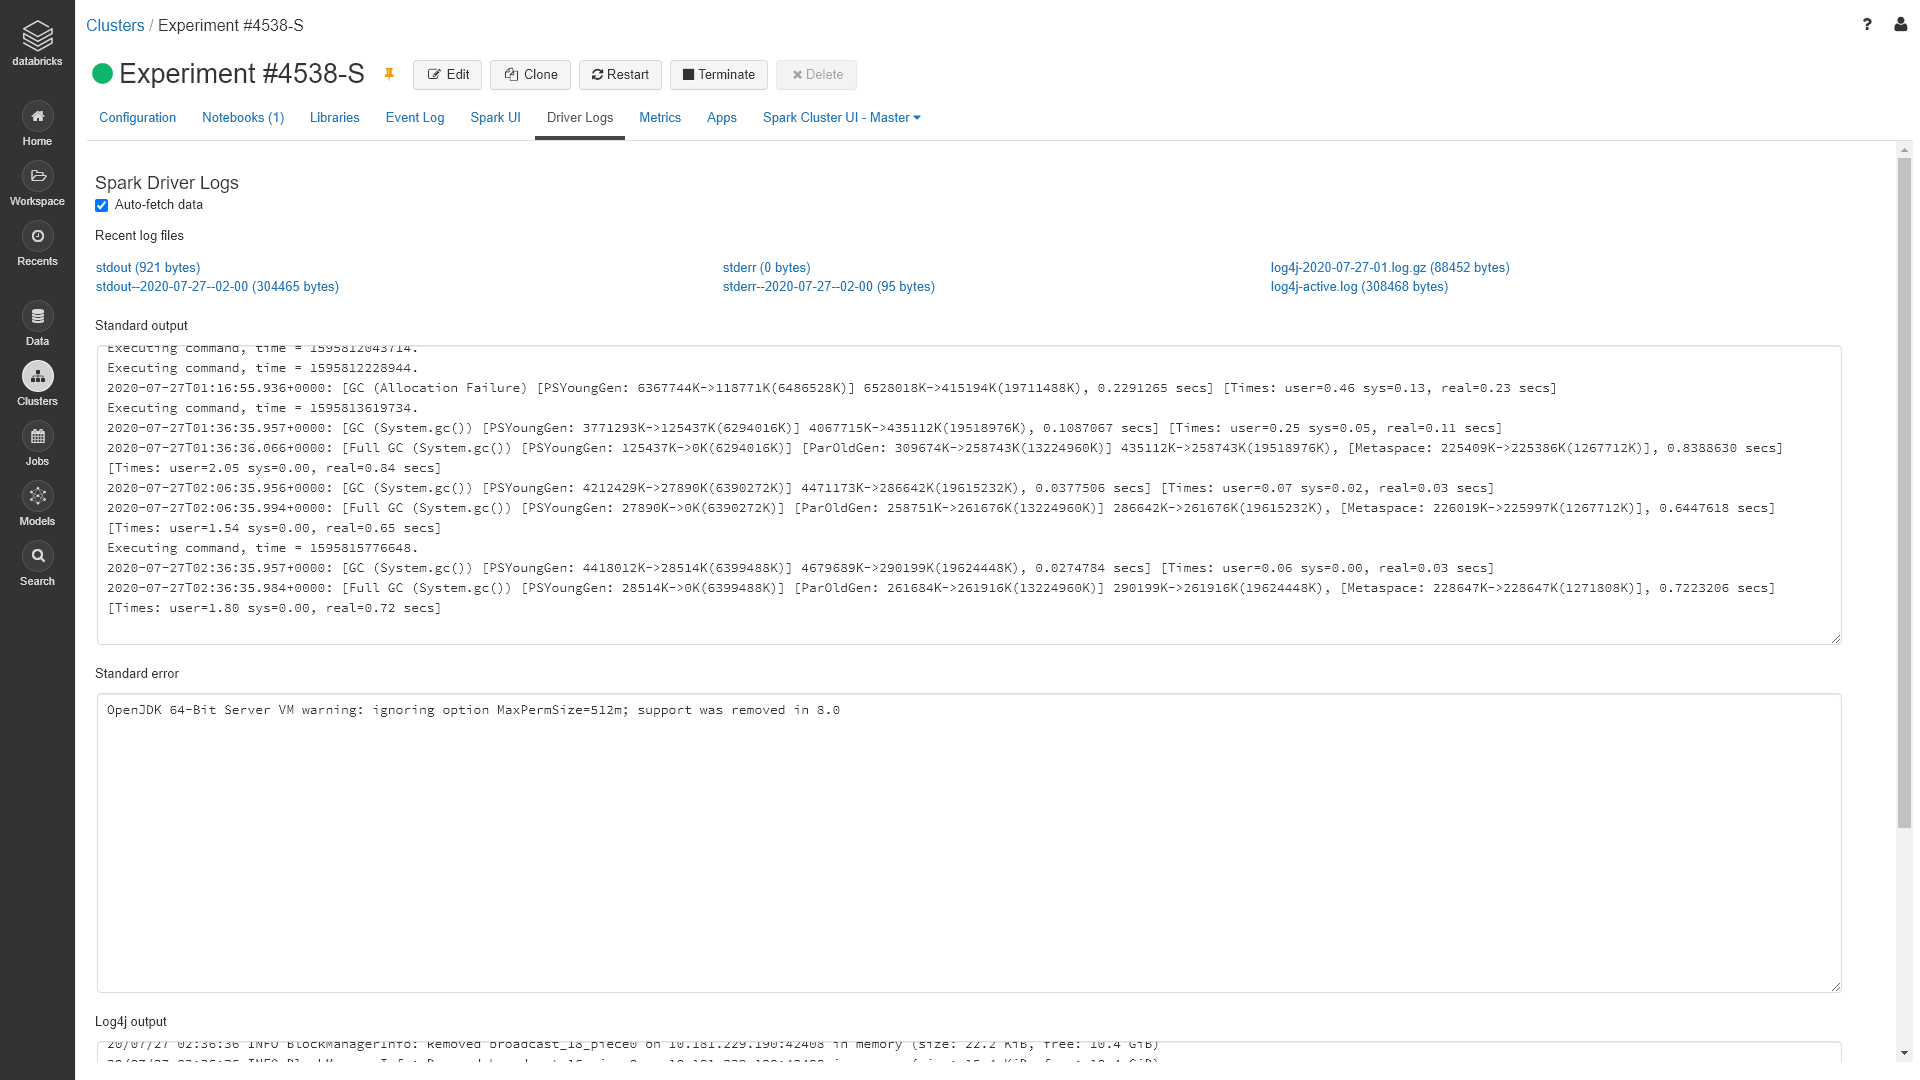 databricks
Home
Workspace
Recents
Data
Clusters
Jobs
Models
Search
Clusters / Experiment #4538-S
?
Experiment #4538-S
Edit
Clone
Restart
Terminate
Delete
Configuration Notebooks (1) Libraries Event Log Spark UI Driver Logs Metrics Apps Spark Cluster UI - Master
Spark Driver Logs
Auto-fetch data
Recent log files
stdout (921 bytes) stderr (0 bytes) log4j-2020-07-27-01.log.gz (88452 bytes)
stdout--2020-07-27--02-00 (304465 bytes) stderr--2020-07-27--02-00 (95 bytes) log4j-active.log (308468 bytes)
Standard output
Executing command, time = 1595812043714.
Executing command, time = 1595812228944.
2020-07-27T01:16:55.936+0000: [GC (Allocation Failure) [PSYoungGen: 6367744K->118771K(6486528K)] 6528018K->415194K(19711488K), 0.2291265 secs] [Times: user=0.46 sys=0.13, real=0.23 secs]
Executing command, time = 1595813619734.
2020-07-27T01:36:35.957+0000: [GC (System.gc()) [PSYoungGen: 3771293K->125437K(6294016K)] 4067715K->435112K(19518976K), 0.1087067 secs] [Times: user=0.25 sys=0.05, real=0.11 secs]
2020-07-27T01:36:36.066+0000: [Full GC (System.gc()) [PSYoungGen: 125437K->0K(6294016K)] [ParOldGen: 309674K->258743K(13224960K)] 435112K->258743K(19518976K), [Metaspace: 225409K->225386K(1267712K)], 0.8388630 secs]
[Times: user=2.05 sys=0.00, real=0.84 secs]
2020-07-27T02:06:35.956+0000: [GC (System.gc()) [PSYoungGen: 4212429K->27890K(6390272K)] 4471173K->286642K(19615232K), 0.0377506 secs] [Times: user=0.07 sys=0.02, real=0.03 secs]
2020-07-27T02:06:35.994+0000: [Full GC (System.gc()) [PSYoungGen: 27890K->0K(6390272K)] [ParOldGen: 258751K->261676K(13224960K)] 286642K->261676K(19615232K), [Metaspace: 226019K->225997K(1267712K)], 0.6447618 secs]
[Times: user=1.54 sys=0.00, real=0.65 secs]
Executing command, time = 1595815776648.
2020-07-27T02:36:35.957+0000: [GC (System.gc()) [PSYoungGen: 4418012K->28514K(6399488K)] 4679689K->290199K(19624448K), 0.0274784 secs] [Times: user=0.06 sys=0.00, real=0.03 secs]
2020-07-27T02:36:35.984+0000: [Full GC (System.gc()) [PSYoungGen: 28514K->0K(6399488K)] [ParOldGen: 261684K->261916K(13224960K)] 290199K->261916K(19624448K), [Metaspace: 228647K->228647K(1271808K)], 0.7223206 secs]
[Times: user=1.80 sys=0.00, real=0.72 secs]
Standard error
OpenJDK 64-Bit Server VM warning: ignoring option MaxPermSize=512m; support was removed in 8.0
Log4j output
20/07/27 02:36:36 INFO BlockManagerInfo: Removed broadcast_18_piece0 on 10.181.229.190:42408 in memory (size: 22.2 KiB, free: 10.4 GiB)